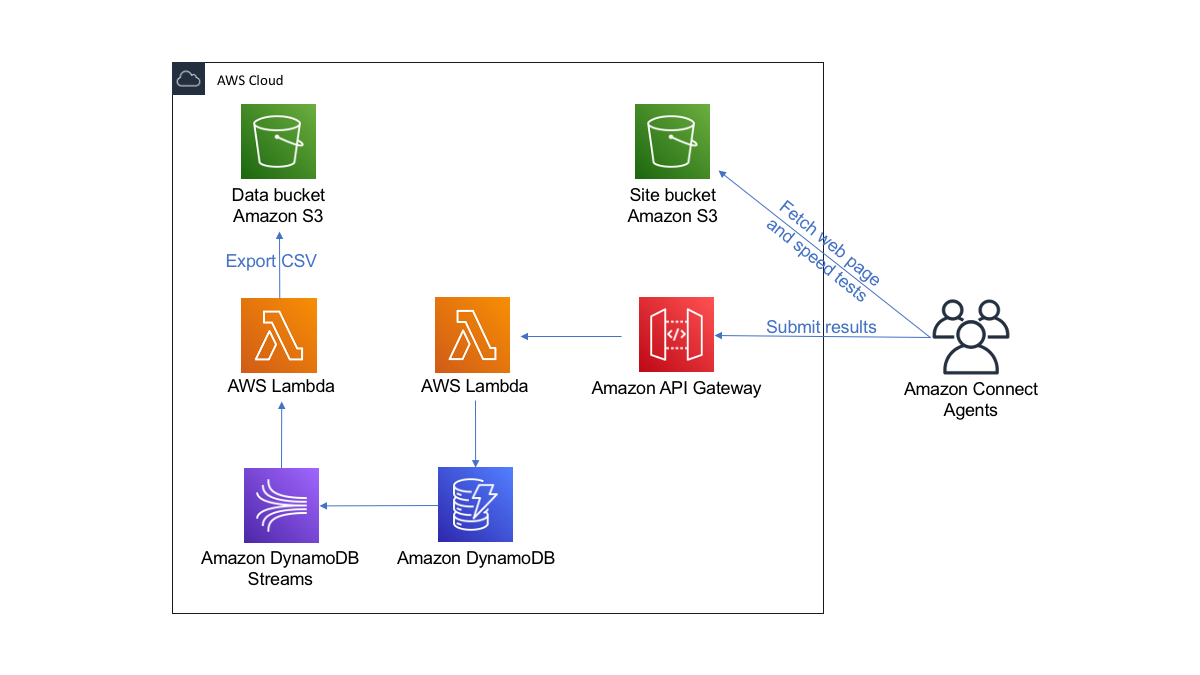 AWS Cloud
Data bucket
Amazon S3
Site bucket
Amazon S3
Fetch web page
and speed tests
Export CSV
Submit results
AWS Lambda
AWS Lambda
Amazon API Gateway
Amazon Connect
Agents
Amazon DynamoDB
Streams
Amazon DynamoDB